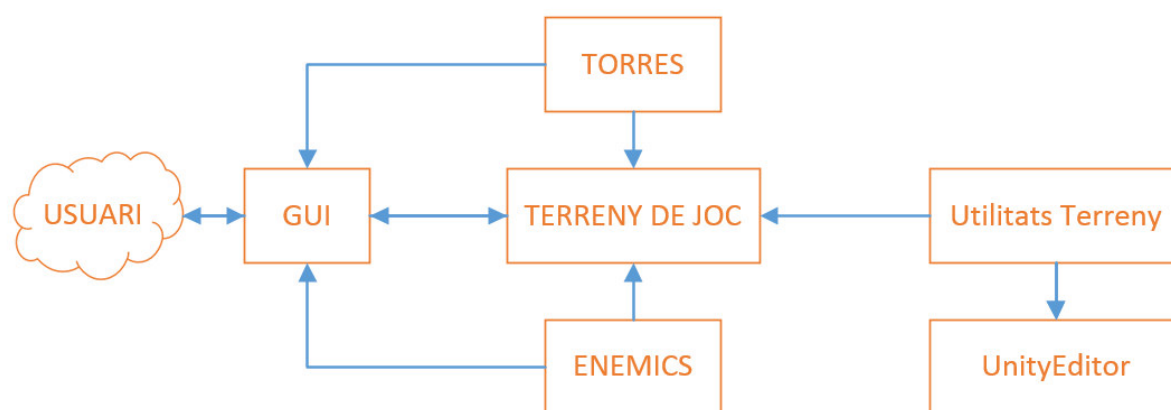 TORRES
USUARI
GUI
TERRENY DE JOC
Utilitats Terreny
ENEMICS
UnityEditor